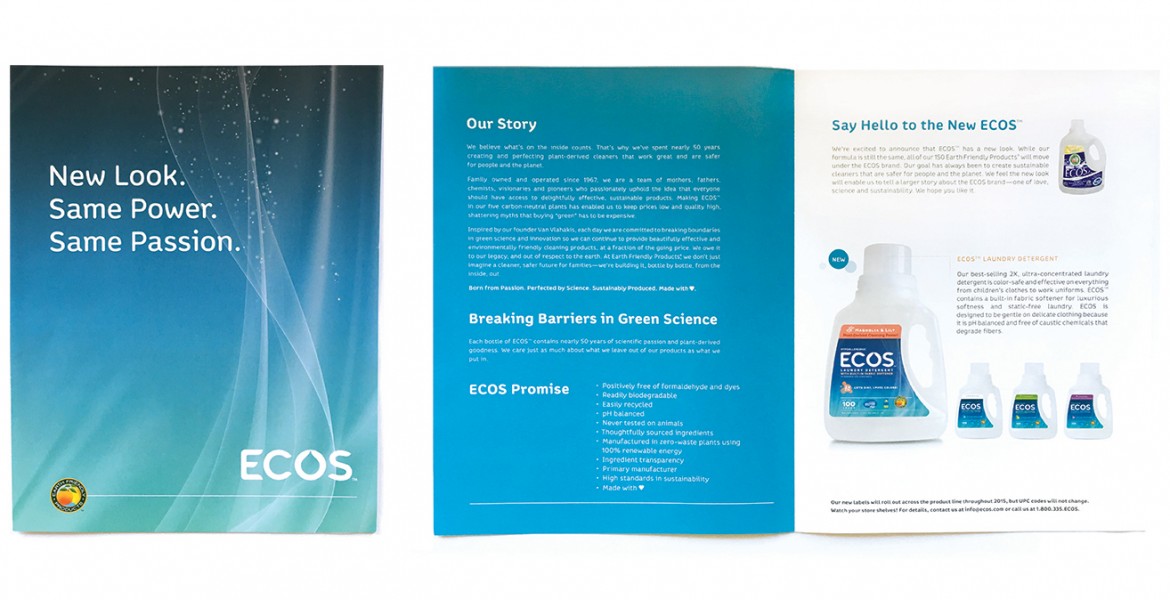 New Look.
Same Power.
Same Passion.
ECOS™
EARTH FRIENDLY
PRODUCTS
Our Story
We believe what's on the inside counts. That's why we've spent nearly 50 years
creating and perfecting plant-derived cleaners that work great and are safer
for people and the planet.
Family owned and operated since 1967, we are a team of mothers, fathers,
chemists, visionaries and pioneers who passionately uphold the idea that everyone
should have access to delightfully effective, sustainable products. Making ECOS™
in our five carbon-neutral plants has enabled us to keep prices low and quality high,
shattering myths that buying "green" has to be expensive.
Inspired by our founder Van Vlahakis, each day we are committed to breaking boundaries
in green science and innovation so we can continue to provide beautifully effective and
environmentally friendly cleaning products, at a fraction of the going price. We owe it
to our legacy, and out of respect to the earth. At Earth Friendly Products, we don't just
imagine a cleaner, safer future for families—we're building it, bottle by bottle, from the
inside, out.
Born from Passion. Perfected by Science. Sustainably Produced. Made with ♥.
Breaking Barriers in Green Science
Each bottle of ECOS™ contains nearly 50 years of scientific passion and plant-derived
goodness. We care just as much about what we leave out of our products as what we
put in.
ECOS Promise
• Positively free of formaldehyde and dyes
• Readily biodegradable
• Easily recycled
• pH balanced
• Never tested on animals
• Thoughtfully sourced ingredients
• Manufactured in zero-waste plants using
100% renewable energy
• Ingredient transparency
• Primary manufacturer
• High standards in sustainability
• Made with ♥
Say Hello to the New ECOS™
We're excited to announce that ECOS™ has a new look. While our
formula is still the same, all of our 150 Earth Friendly Products® will move
under the ECOS brand. Our goal has always been to create sustainable
cleaners that are safer for people and the planet. We feel the new look
will enable us to tell a larger story about the ECOS brand—one of love,
science and sustainability. We hope you like it.
ECOS
NEW
ECOS™ LAUNDRY DETERGENT
Our best-selling 2X, ultra-concentrated laundry
detergent is color-safe and effective on everything
from children's clothes to work uniforms. ECOS™
contains a built-in fabric softener for luxurious
softness and static-free laundry. ECOS is
designed to be gentle on delicate clothing because
it is pH balanced and free of caustic chemicals that
degrade fibers.
MAGNOLIA & LILY
ECOS
LAUNDRY DETERGENT
100
ECOS
ECOS
ECOS
Our new labels will roll out across the product line throughout 2015, but UPC codes will not change.
Watch your store shelves! For details, contact us at info@ecos.com or call us at 1.800.335.ECOS.